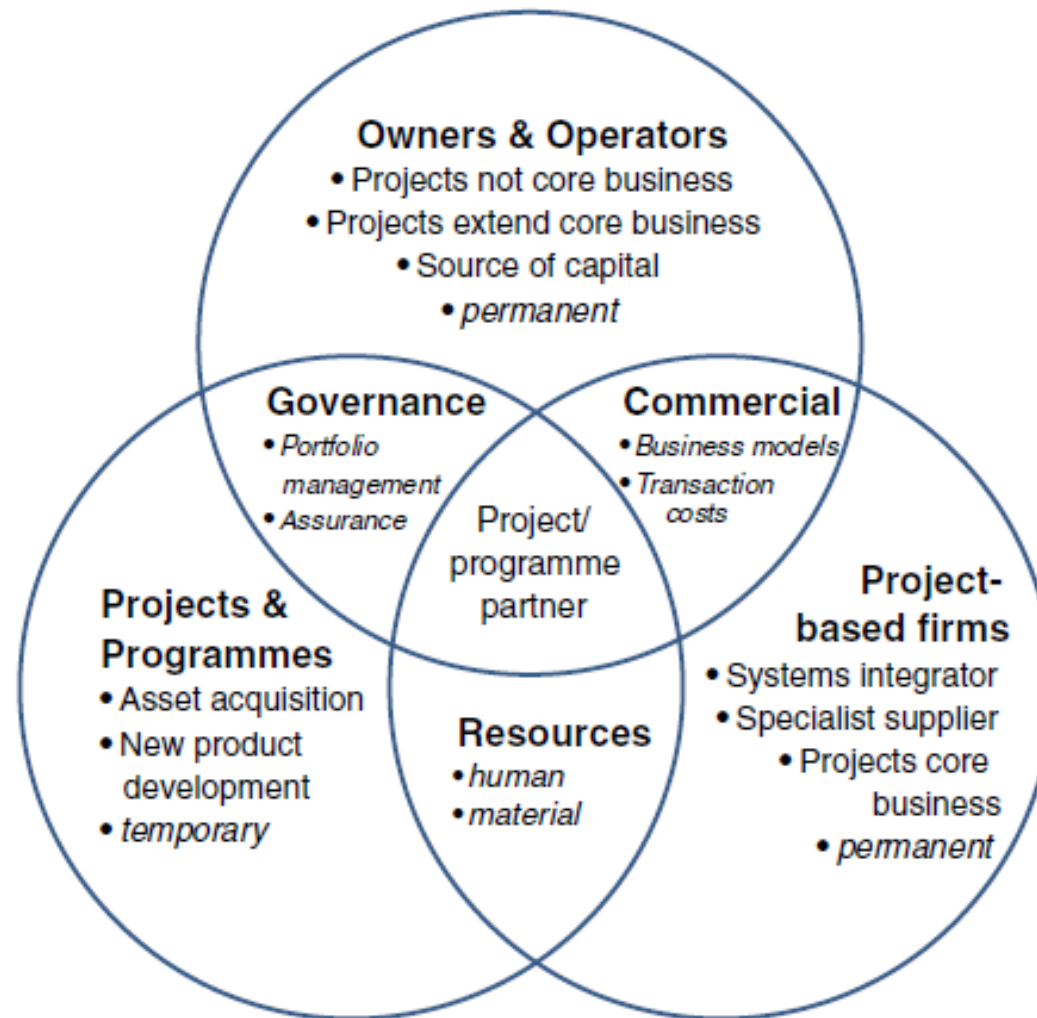 Owners & Operators
• Projects not core business
• Projects extend core business
• Source of capital
• permanent
Governance
• Portfolio
management
• Assurance
Commercial
• Business models
• Transaction
costs
Project/
programme
partner
Projects &
Programmes
• Asset acquisition
• New product
development
• temporary
Resources
• human
• material
Project-
based firms
• Systems integrator
• Specialist supplier
• Projects core
business
• permanent